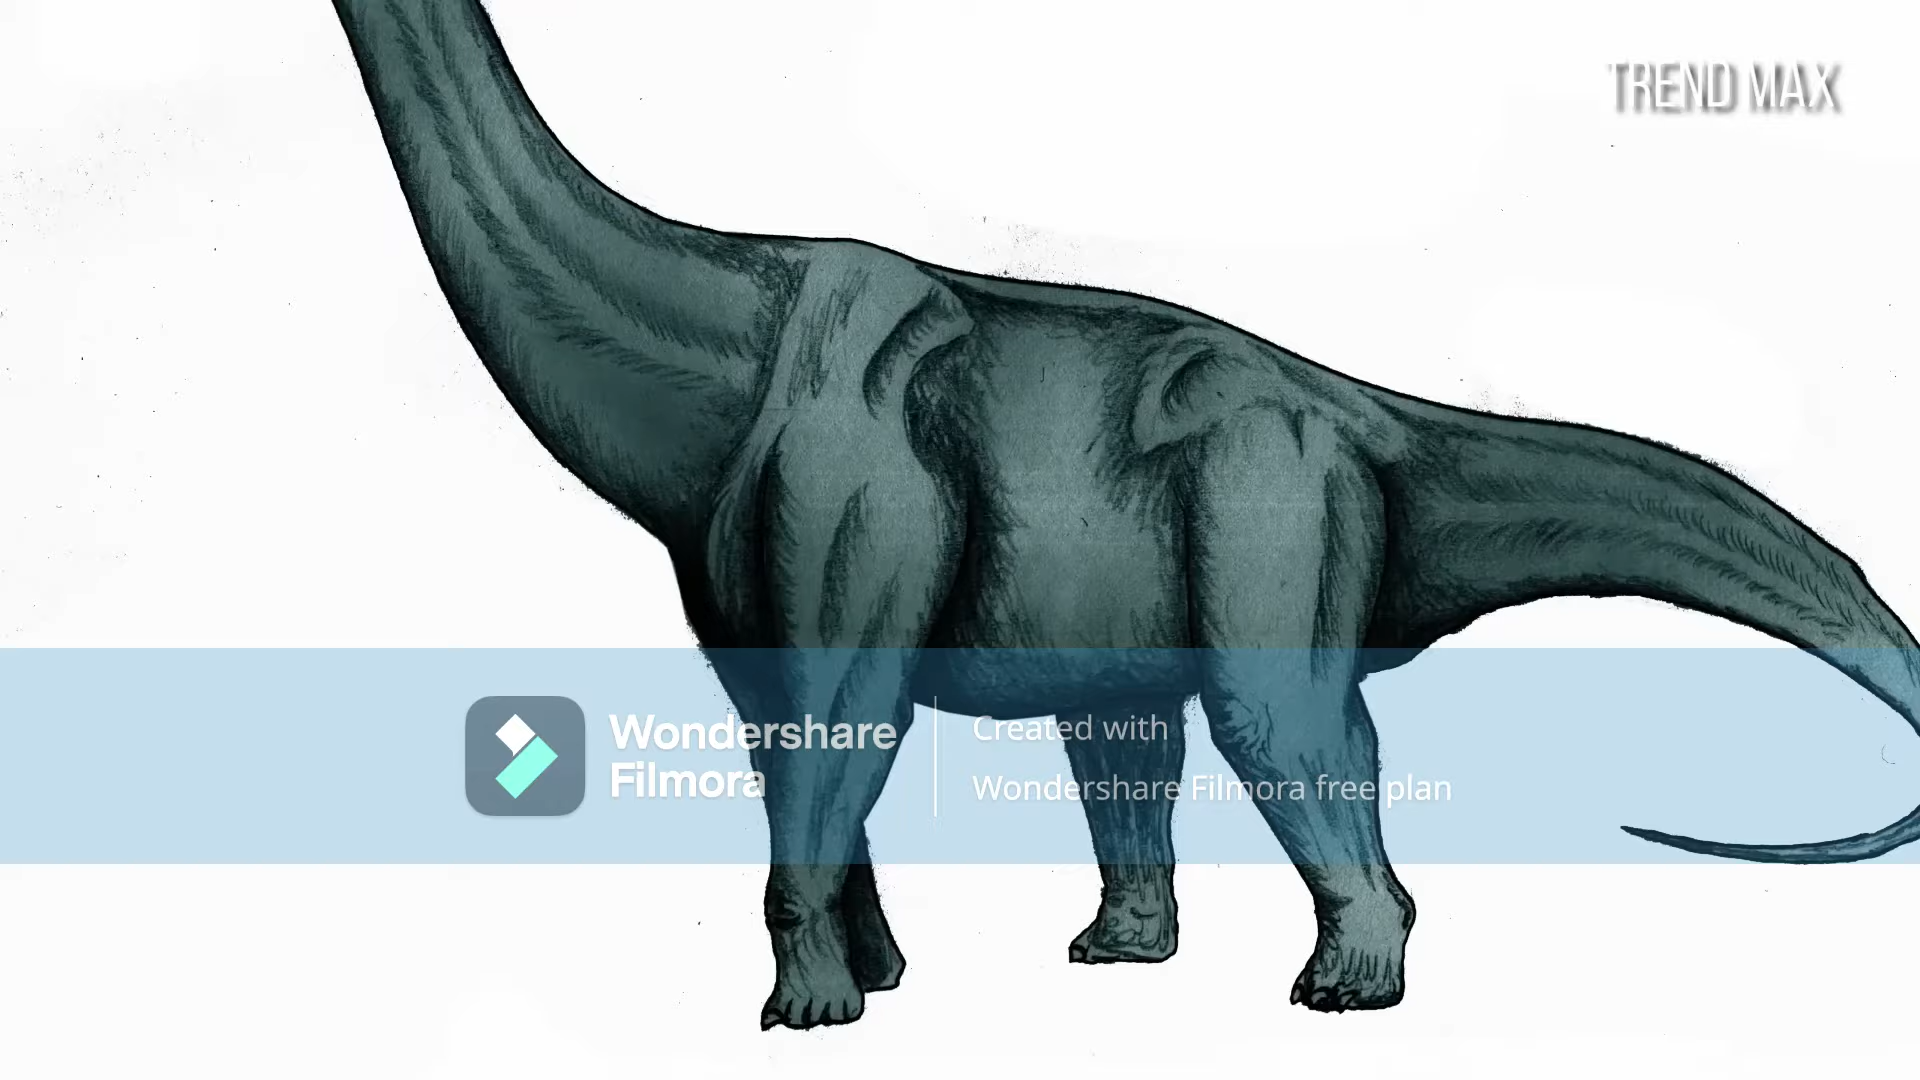 TREND MAX
Wondershare
Filmora
Created with
Wondershare Filmora free plan